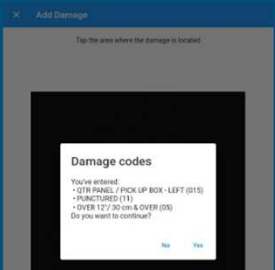 × Add Damage
Tap the area where the damage is located
Damage codes
You've entered:
• QTR PANEL / PICK UP BOX - LEFT (015)
• PUNCTURED (11)
• OVER 12"/ 30 cm & OVER (05)
Do you want to continue?
No Yes